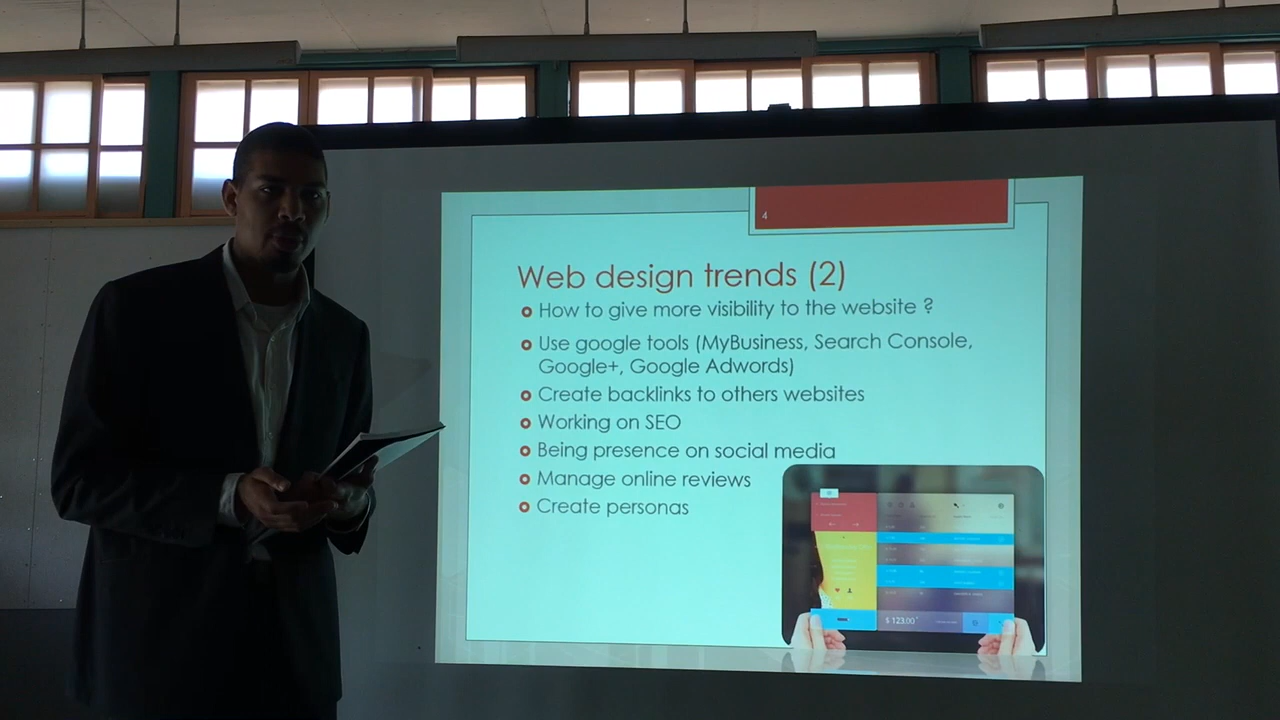 4
Web design trends (2)
How to give more visibility to the website ?
Use google tools (MyBusiness, Search Console,
Google+, Google Adwords)
Create backlinks to others websites
Working on SEO
Being presence on social media
Manage online reviews
Create personas
$ 123.00